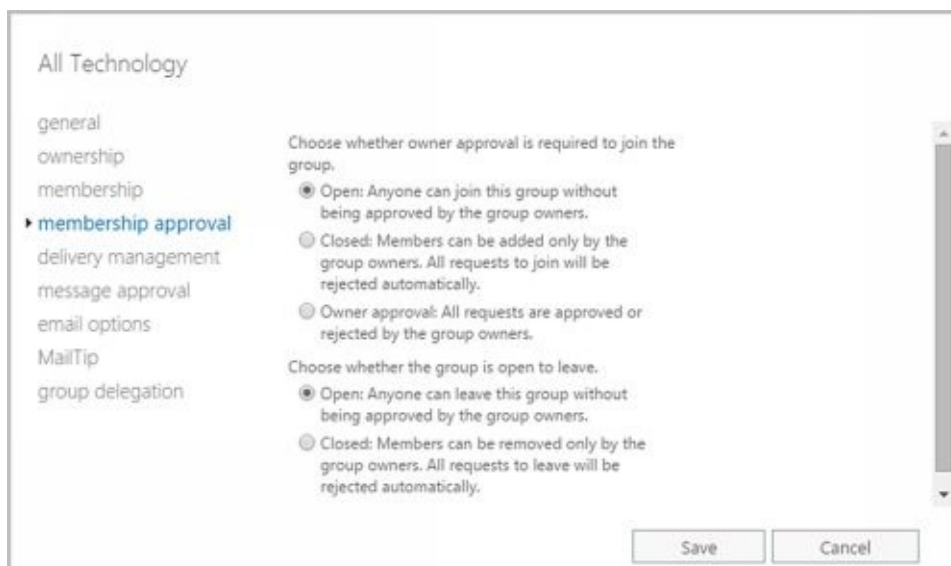 All Technology
general
ownership
membership
membership approval
delivery management
message approval
email options
MailTip
group delegation
Choose whether owner approval is required to join the
group.
Open: Anyone can join this group without
being approved by the group owners.
Closed: Members can be added only by the
group owners. All requests to join will be
rejected automatically.
Owner approval: All requests are approved or
rejected by the group owners.
Choose whether the group is open to leave.
Open: Anyone can leave this group without
being approved by the group owners.
Closed: Members can be removed only by the
group owners. All requests to leave will be
rejected automatically.
Save
Cancel